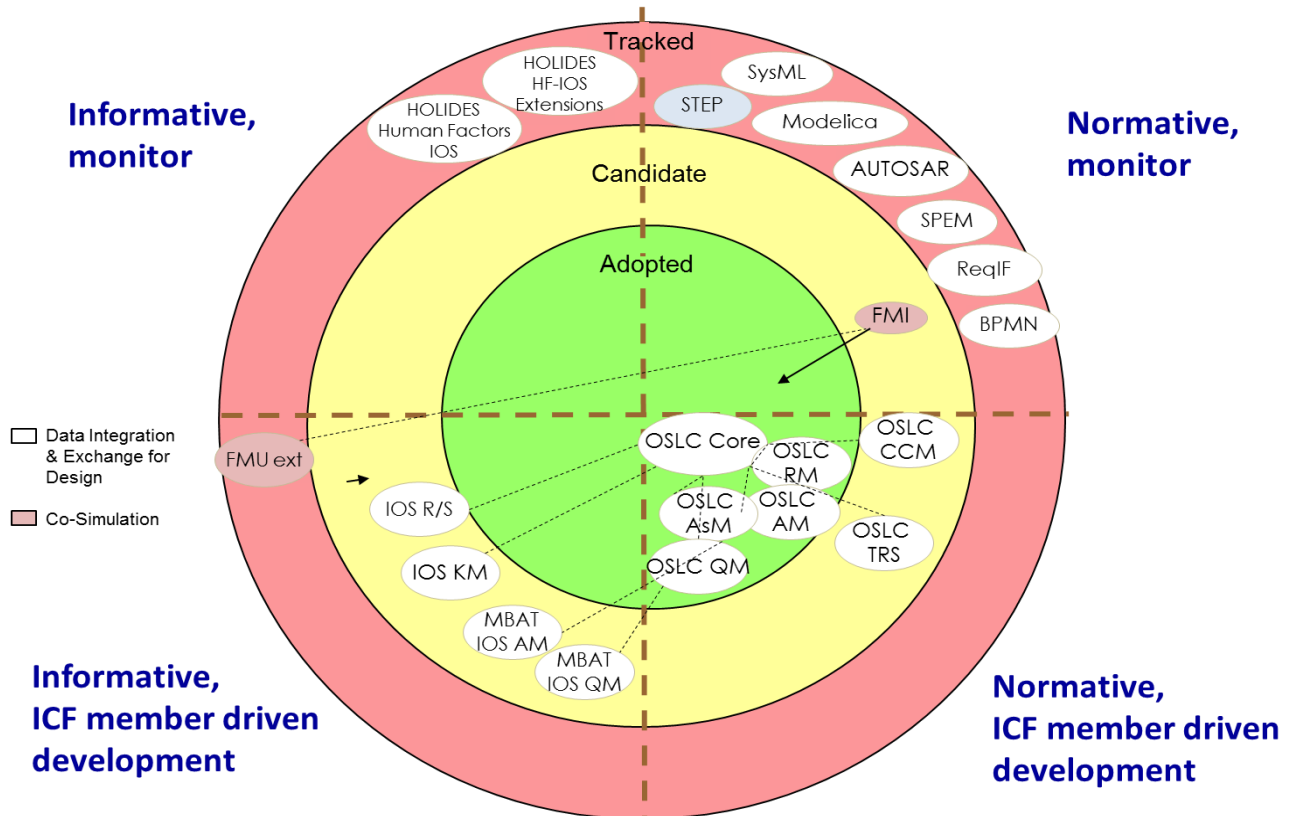 Tracked
HOLIDES
HF-IOS
Extensions
SysML
STEP
HOLIDES
Human Factors
IOS
Modelica
Informative,
monitor
Normative,
monitor
Candidate
AUTOSAR
SPEM
Adopted
ReqIF
FMI
BPMN
Data Integration
& Exchange for
Design
Co-Simulation
FMU ext
OSLC Core
OSLC
CCM
OSLC
RM
IOS R/S
OSLC
AsM
OSLC
AM
OSLC
TRS
IOS KM
OSLC QM
MBAT
IOS AM
MBAT
IOS QM
Informative,
ICF member driven
development
Normative,
ICF member driven
development